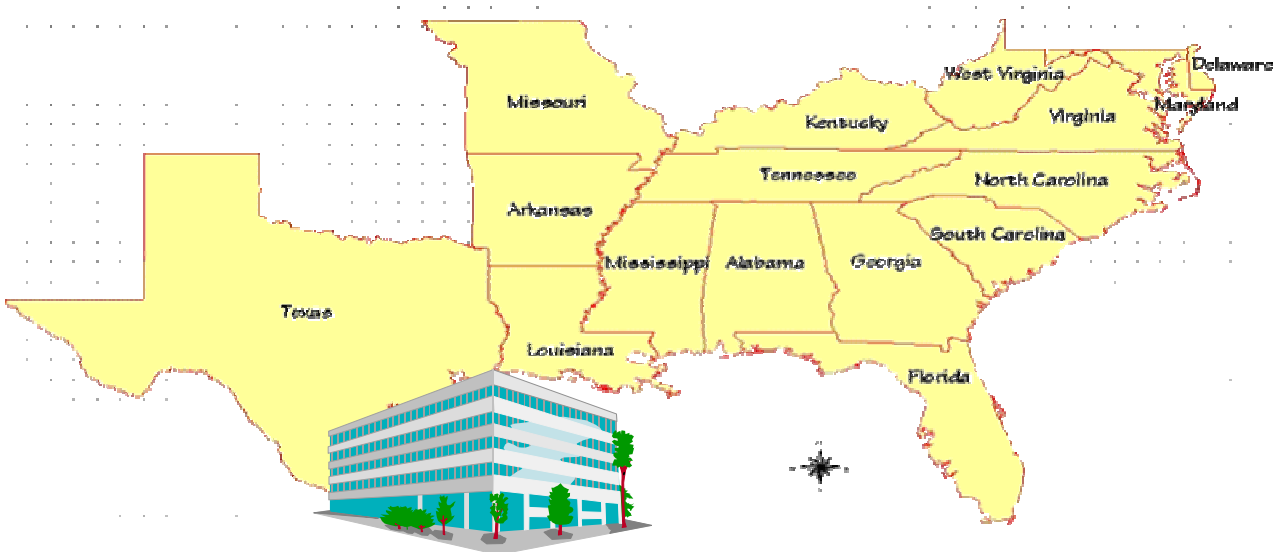 Delaware
West Virginia
Missouri
Maryland
Virginia
Kentucky
Tennessee
North Carolina
Arkansas
South Carolina
Mississippi
Alabama
Georgia
Texas
Louisiana
Florida